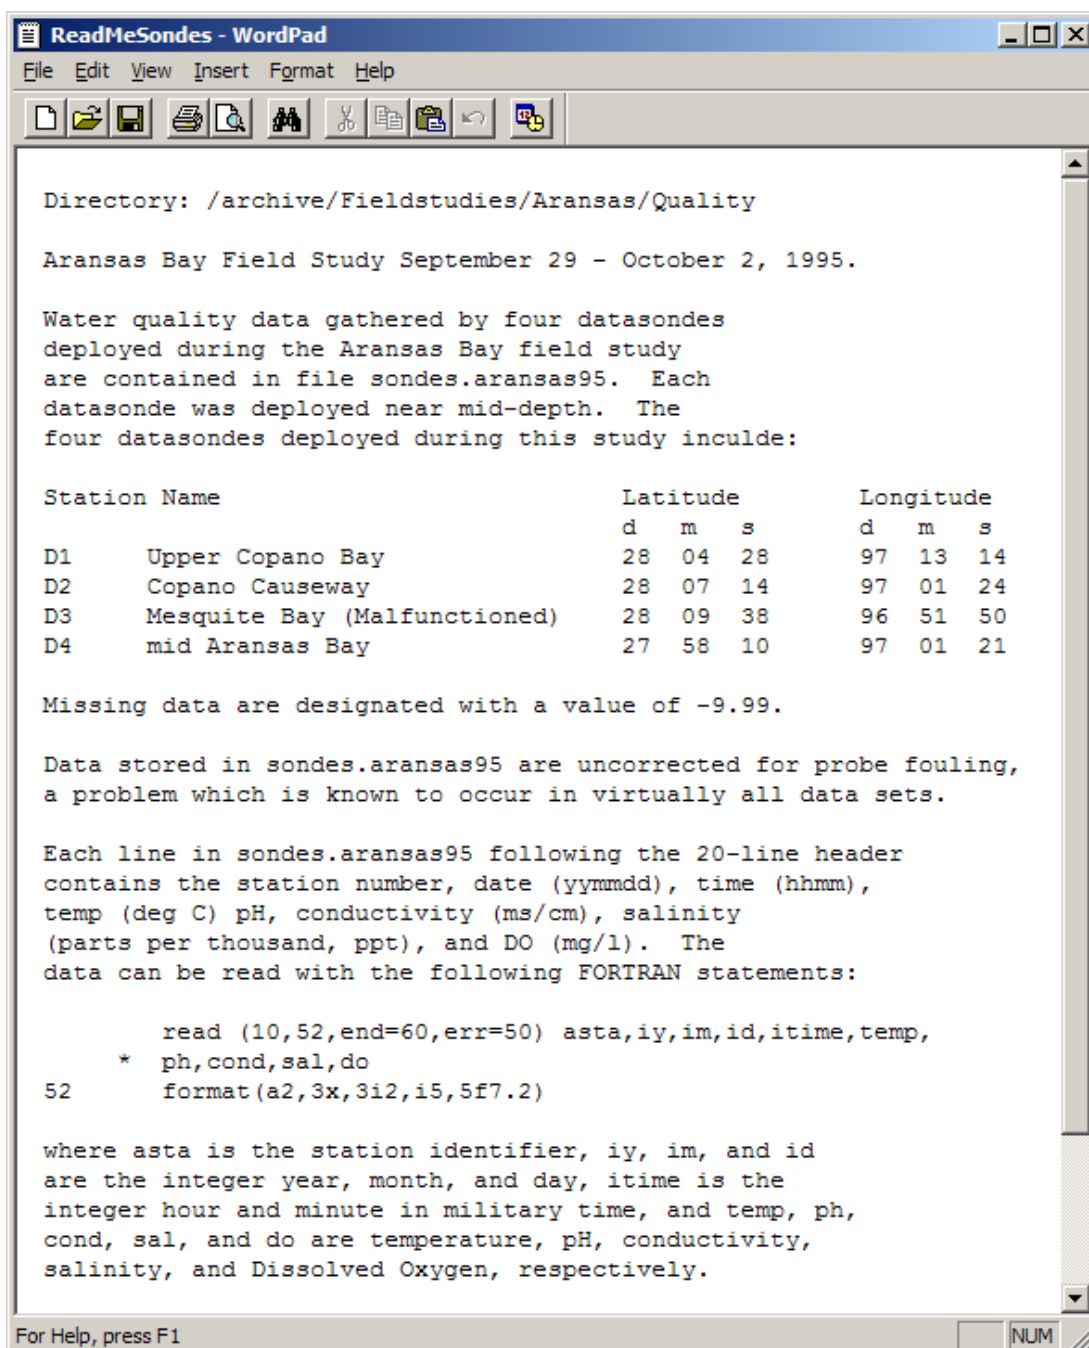 ReadMeSondes - WordPad
File Edit View Insert Format Help
Directory: /archive/Fieldstudies/Aransas/Quality
Aransas Bay Field Study September 29 - October 2, 1995.
Water quality data gathered by four datasondes
deployed during the Aransas Bay field study
are contained in file sondes.aransas95.  Each
datasonde was deployed near mid-depth.  The
four datasondes deployed during this study inculde:
Station Name Latitude Longitude
d m s d m s
D1 Upper Copano Bay 28 04 28 97 13 14
D2 Copano Causeway 28 07 14 97 01 24
D3 Mesquite Bay (Malfunctioned) 28 09 38 96 51 50
D4 mid Aransas Bay 27 58 10 97 01 21
Missing data are designated with a value of -9.99.
Data stored in sondes.aransas95 are uncorrected for probe fouling,
a problem which is known to occur in virtually all data sets.
Each line in sondes.aransas95 following the 20-line header
contains the station number, date (yymmdd), time (hhmm),
temp (deg C) pH, conductivity (ms/cm), salinity
(parts per thousand, ppt), and DO (mg/l).  The
data can be read with the following FORTRAN statements:
read (10,52,end=60,err=50) asta,iy,im,id,itime,temp,
* ph,cond,sal,do
52 format(a2,3x,3i2,i5,5f7.2)
where asta is the station identifier, iy, im, and id
are the integer year, month, and day, itime is the
integer hour and minute in military time, and temp, ph,
cond, sal, and do are temperature, pH, conductivity,
salinity, and Dissolved Oxygen, respectively.
For Help, press F1 NUM